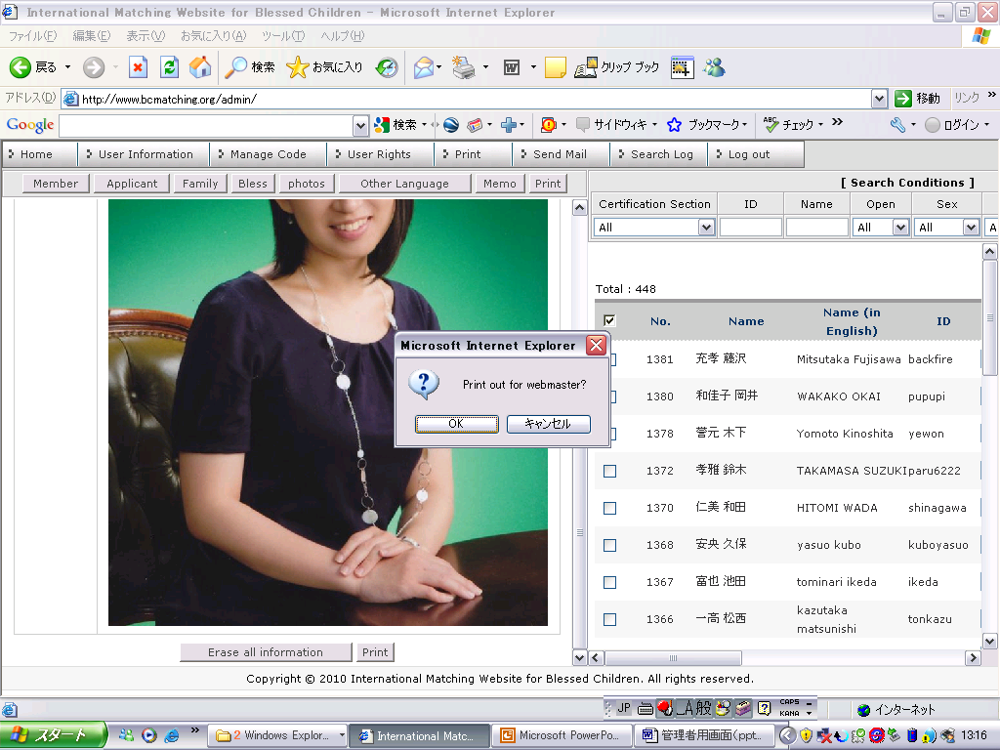 International Matching Website for Blessed Children - Microsoft Internet Explorer
ファイル(F) 編集(E) 表示(V) お気に入り(A) ツール(T) ヘルプ(H)
戻る 検索 お気に入り クリップ ブック
アドレス(D) http://www.bcmatching.org/admin/ 移動 リンク
Google 検索 サイドウィキ ブックマーク チェック ログイン
Home User Information Manage Code User Rights Print Send Mail Search Log Log out
Member Applicant Family Bless photos Other Language Memo Print
[ Search Conditions ]
Certification Section ID Name Open Sex
All All All A
Total : 448
No. Name Name (in English) ID
1381 充孝 藤沢 Mitsutaka Fujisawa backfire
1380 和佳子 岡井 WAKAKO OKAI pupupi
1378 誉元 木下 Yomoto Kinoshita yewon
1372 孝雅 鈴木 TAKAMASA SUZUKI paru6222
1370 仁美 和田 HITOMI WADA shinagawa
1368 安央 久保 yasuo kubo kuboyasuo
1367 富也 池田 tominari ikeda ikeda
1366 一高 松西 kazutaka matsunishi tonkazu
Microsoft Internet Explorer
Print out for webmaster?
OK キャンセル
Erase all information Print
Copyright © 2010 International Matching Website for Blessed Children. All rights reserved.
JP A 般 CAPS KANA インターネット
スタート 2 Windows Explor... International Matc... Microsoft PowerPo... 管理者用画面(ppt... 13:16